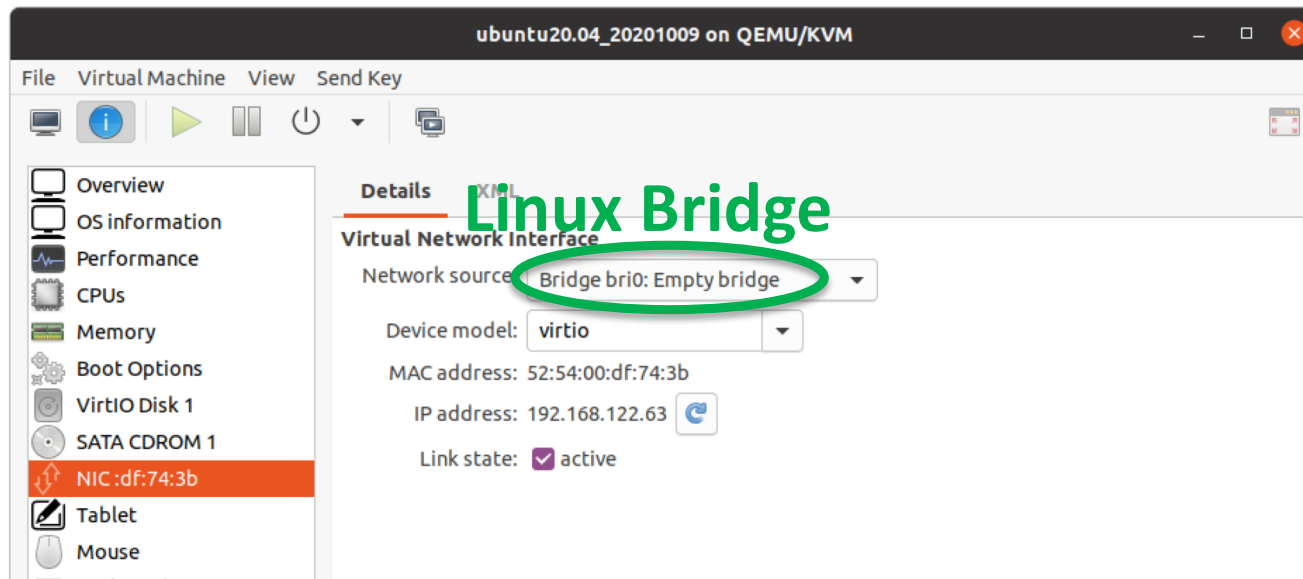 ubuntu20.04_20201009 on QEMU/KVM
File Virtual Machine View Send Key
Overview
OS information
Performance
CPUs
Memory
Boot Options
VirtIO Disk 1
SATA CDROM 1
NIC :df:74:3b
Tablet
Mouse
Details XML
Linux Bridge
Virtual Network Interface
Network source: Bridge bri0: Empty bridge
Device model: virtio
MAC address: 52:54:00:df:74:3b
IP address: 192.168.122.63
Link state: active